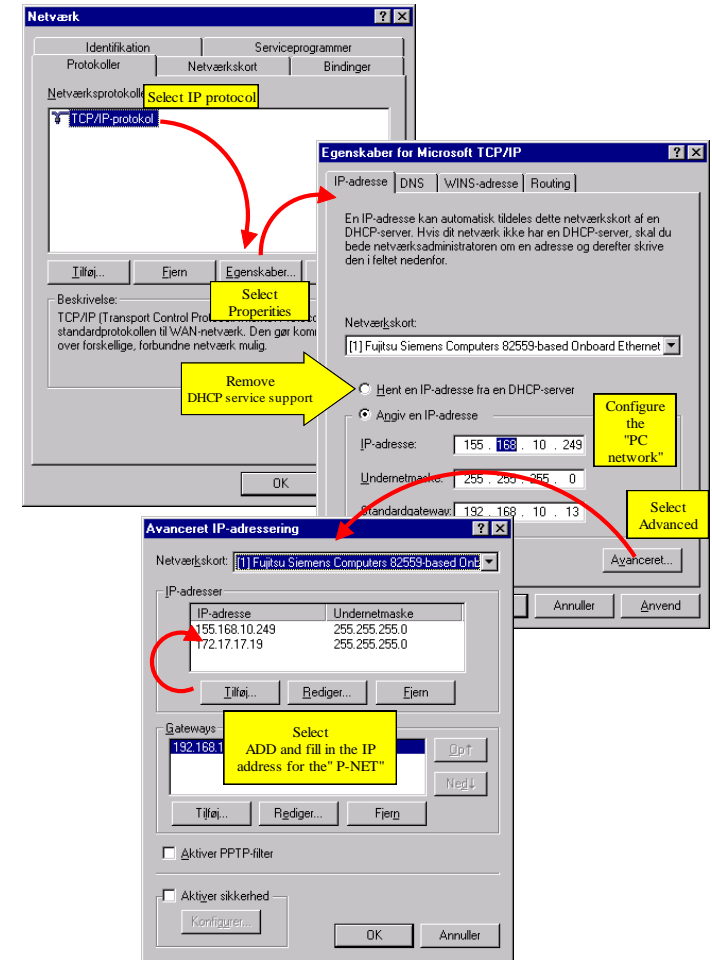 Netværk
Identifikation
Serviceprogrammer
Protokoller
Netværkskort
Bindinger
Netværksprotokoller
Select IP protocol
TCP/IP-protokol
Tilføj...
Fjern
Egenskaber...
Select
Properities
Beskrivelse:
TCP/IP (Transport Control
standardprotokollen til WAN-netværk. Den gør
over forskellige, forbundne netværk mulig.
Remove
DHCP service support
OK
Egenskaber for Microsoft TCP/IP
IP-adresse
DNS
WINS-adresse
Routing
En IP-adresse kan automatisk tildeles dette netværkskort af en
DHCP-server. Hvis dit netværk ikke har en DHCP-server, skal du
bede netværksadministratoren om en adresse og derefter skrive
den i feltet nedenfor.
Netværkskort:
[1] Fujitsu Siemens Computers 82559-based Onboard Ethernet
Hent en IP-adresse fra en DHCP-server
Angiv en IP-adresse
Configure
the
"PC
network"
IP-adresse: 155 . 168 . 10 . 249
Undernetmaske: 255 . 255 . 255 . 0
Standardgateway: 192 . 168 . 10 . 13
Select
Advanced
Avanceret...
Annuller
Anvend
Avanceret IP-adressering
Netværkskort: [1] Fujitsu Siemens Computers 82559-based Onb
IP-adresser
IP-adresse Undernetmaske
155.168.10.249 255.255.255.0
172.17.17.19 255.255.255.0
Tilføj...
Rediger...
Fjern
Gateways
192.168.1
Select
ADD and fill in the IP
address for the" P-NET"
Op↑
Ned↓
Tilføj...
Rediger...
Fjern
Aktiver PPTP-filter
Aktiver sikkerhed
Konfigurer...
OK
Annuller